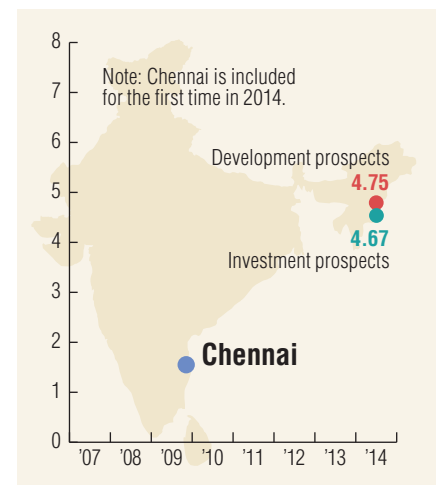 8
7
6
5
4
3
2
1
0
Note: Chennai is included
for the first time in 2014.
Development prospects
4.75
4.67
Investment prospects
Chennai
'07 '08 '09 '10 '11 '12 '13 '14